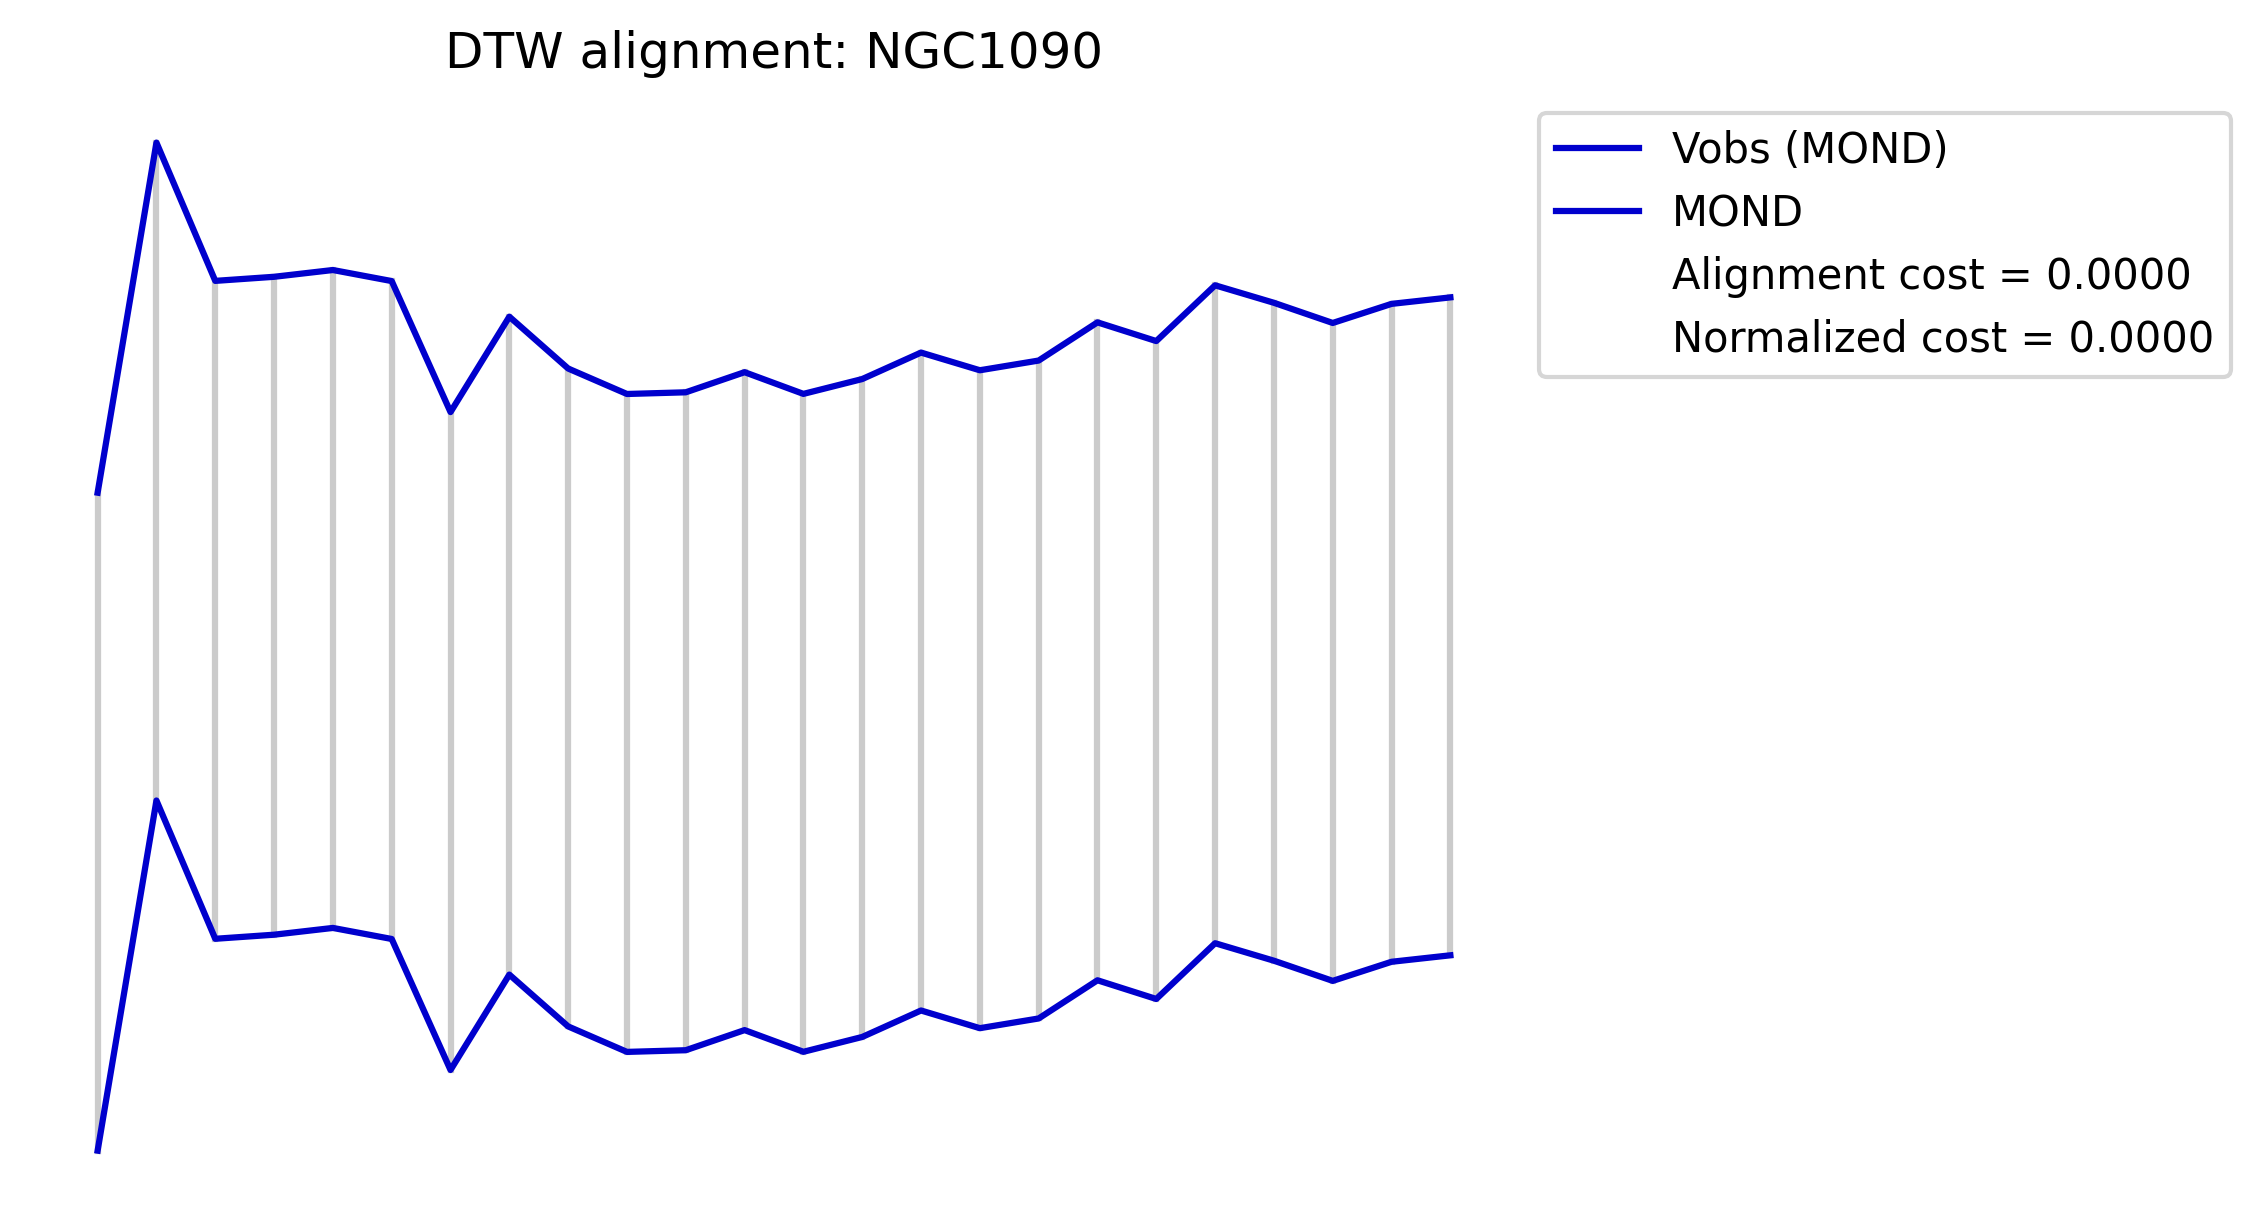 DTW alignment: NGC1090
Vobs (MOND)
MOND
Alignment cost = 0.0000
Normalized cost = 0.0000